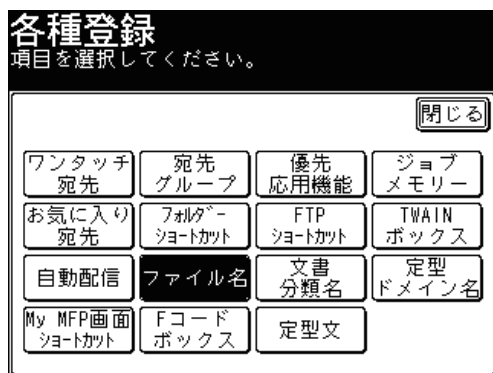 各種登録
項目を選択してください。
閉じる
ワンタッチ
宛先
宛先
グループ
優先
応用機能
ジョブ
メモリー
お気に入り
宛先
ﾌｫﾙﾀﾞｰ
ｼｮｰﾄｶｯﾄ
FTP
ｼｮｰﾄｶｯﾄ
TWAIN
ボックス
自動配信
ファイル名
文書
分類名
定型
ドメイン名
My MFP画面
ｼｮｰﾄｶｯﾄ
Fコード
ボックス
定型文